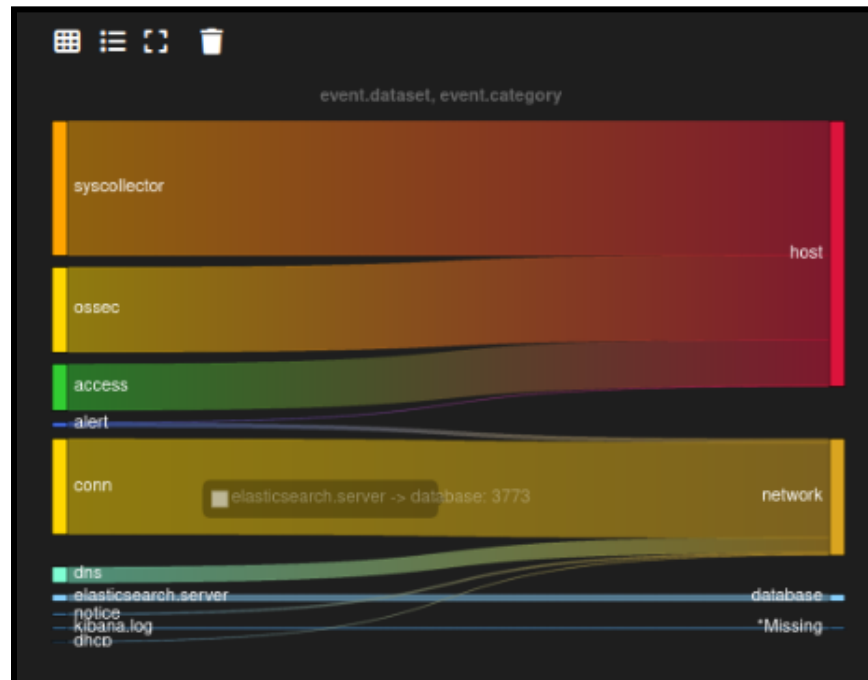 event.dataset, event.category
syscollector
host
ossec
access
alert
conn
elasticsearch.server -> database: 3773
network
dns
elasticsearch.server
database
notice
kibana.log
*Missing
dhcp